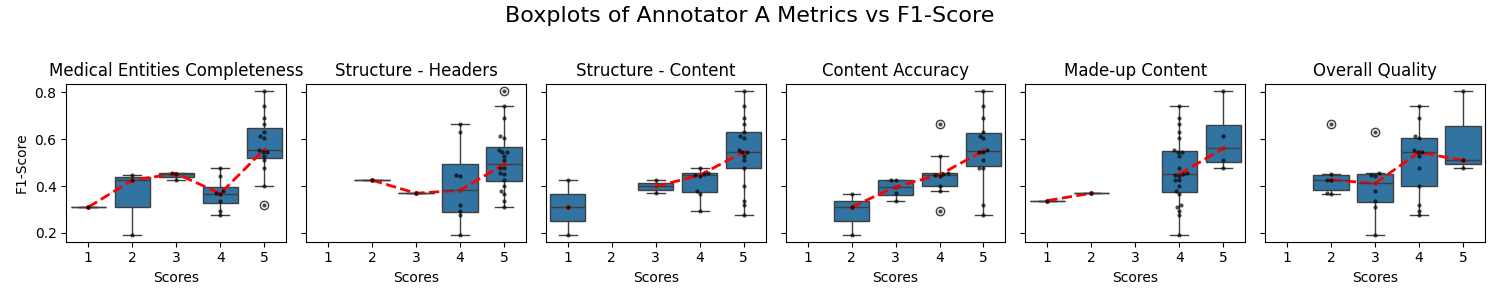 Boxplots of Annotator A Metrics vs F1-Score
Medical Entities Completeness
Structure - Headers
Structure - Content
Content Accuracy
Made-up Content
Overall Quality
F1-Score
0.8
0.6
0.4
0.2
1 2 3 4 5
1 2 3 4 5
1 2 3 4 5
1 2 3 4 5
1 2 3 4 5
1 2 3 4 5
Scores
Scores
Scores
Scores
Scores
Scores